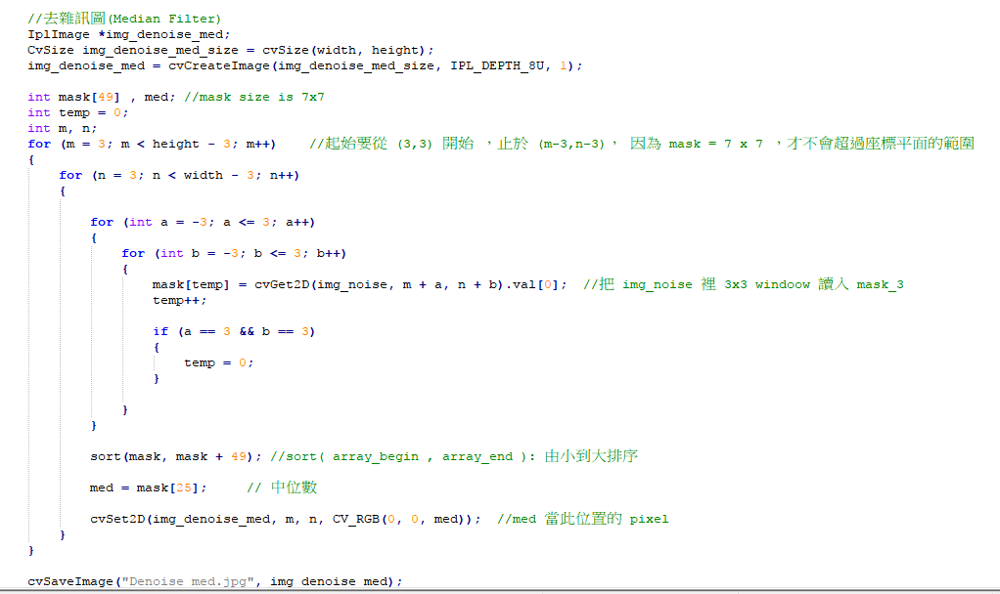 //去雜訊圖(Median Filter)
IplImage *img_denoise_med;
CvSize img_denoise_med_size = cvSize(width, height);
img_denoise_med = cvCreateImage(img_denoise_med_size, IPL_DEPTH_8U, 1);
int mask[49] , med; //mask size is 7x7
int temp = 0;
int m, n;
for (m = 3; m < height - 3; m++)    //起始要從 (3,3) 開始 ，止於 (m-3,n-3)， 因為 mask = 7 x 7 ，才不會超過座標平面的範圍
{
for (n = 3; n < width - 3; n++)
{
for (int a = -3; a <= 3; a++)
{
for (int b = -3; b <= 3; b++)
{
mask[temp] = cvGet2D(img_noise, m + a, n + b).val[0];  //把 img_noise 裡 3x3 windoow 讀入 mask_3
temp++;
if (a == 3 && b == 3)
{
temp = 0;
}
}
}
sort(mask, mask + 49); //sort( array_begin , array_end ): 由小到大排序
med = mask[25];     // 中位數
cvSet2D(img_denoise_med, m, n, CV_RGB(0, 0, med));  //med 當此位置的 pixel
}
}
cvSaveImage("Denoise_med.jpg", img_denoise_med);